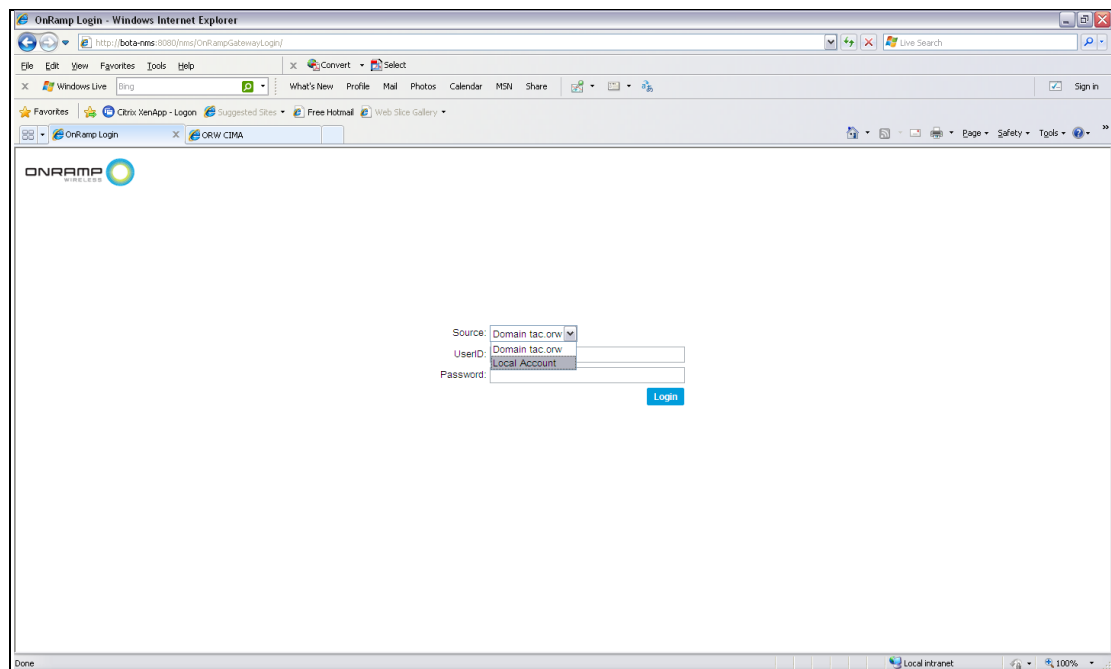 OnRamp Login - Windows Internet Explorer
http://bota-nms:8080/nms/OnRampGatewayLogin/
Live Search
File Edit View Favorites Tools Help
x Convert Select
X Windows Live Bing What's New Profile Mail Photos Calendar MSN Share Sign in
Favorites Citrix XenApp - Logon Suggested Sites Free Hotmail Web Slice Gallery
OnRamp Login X ORW CIMA Page Safety Tools »
ONRAMP
WIRELESS
Source: Domain tac.orw
Domain tac.orw
UserID:
Local Account
Password:
Login
Done Local intranet 100%